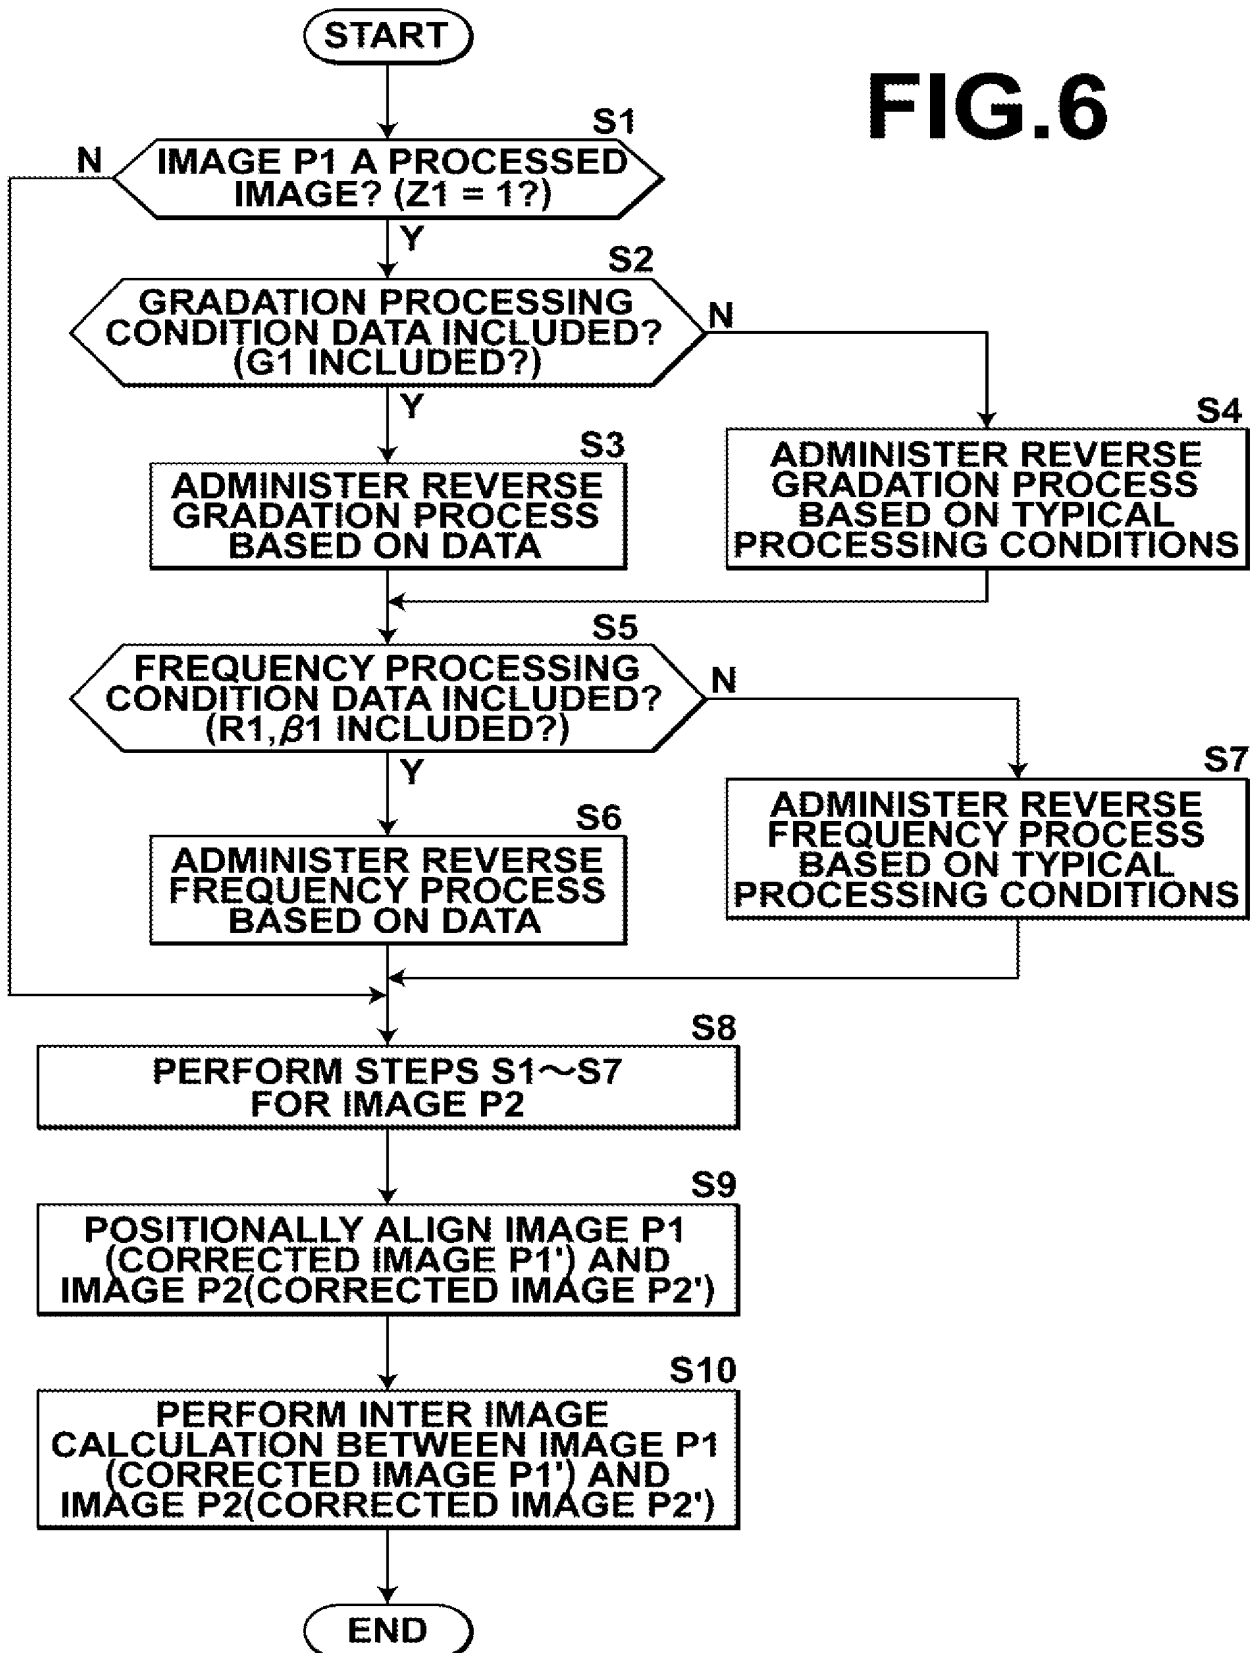 START
FIG.6
S1
N
IMAGE P1 A PROCESSED
IMAGE? (Z1 = 1?)
Y
S2
GRADATION PROCESSING
CONDITION DATA INCLUDED?
(G1 INCLUDED?)
N
Y
S3
ADMINISTER REVERSE
GRADATION PROCESS
BASED ON DATA
S4
ADMINISTER REVERSE
GRADATION PROCESS
BASED ON TYPICAL
PROCESSING CONDITIONS
S5
FREQUENCY PROCESSING
CONDITION DATA INCLUDED?
(R1,β1 INCLUDED?)
N
Y
S6
ADMINISTER REVERSE
FREQUENCY PROCESS
BASED ON DATA
S7
ADMINISTER REVERSE
FREQUENCY PROCESS
BASED ON TYPICAL
PROCESSING CONDITIONS
S8
PERFORM STEPS S1～S7
FOR IMAGE P2
S9
POSITIONALLY ALIGN IMAGE P1
(CORRECTED IMAGE P1') AND
IMAGE P2(CORRECTED IMAGE P2')
S10
PERFORM INTER IMAGE
CALCULATION BETWEEN IMAGE P1
(CORRECTED IMAGE P1') AND
IMAGE P2(CORRECTED IMAGE P2')
END